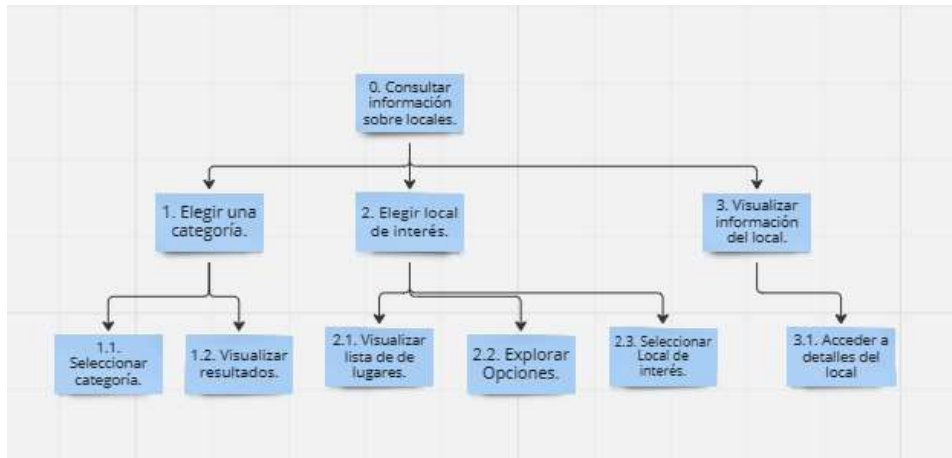 0. Consultar
información
sobre locales.
1. Elegir una
categoría.
2. Elegir local
de interés.
3. Visualizar
información
del local.
1.1.
Seleccionar
categoría.
1.2. Visualizar
resultados.
2.1. Visualizar
lista de de
lugares.
2.2. Explorar
Opciones.
2.3. Seleccionar
Local de
interés.
3.1. Acceder a
detalles del
local